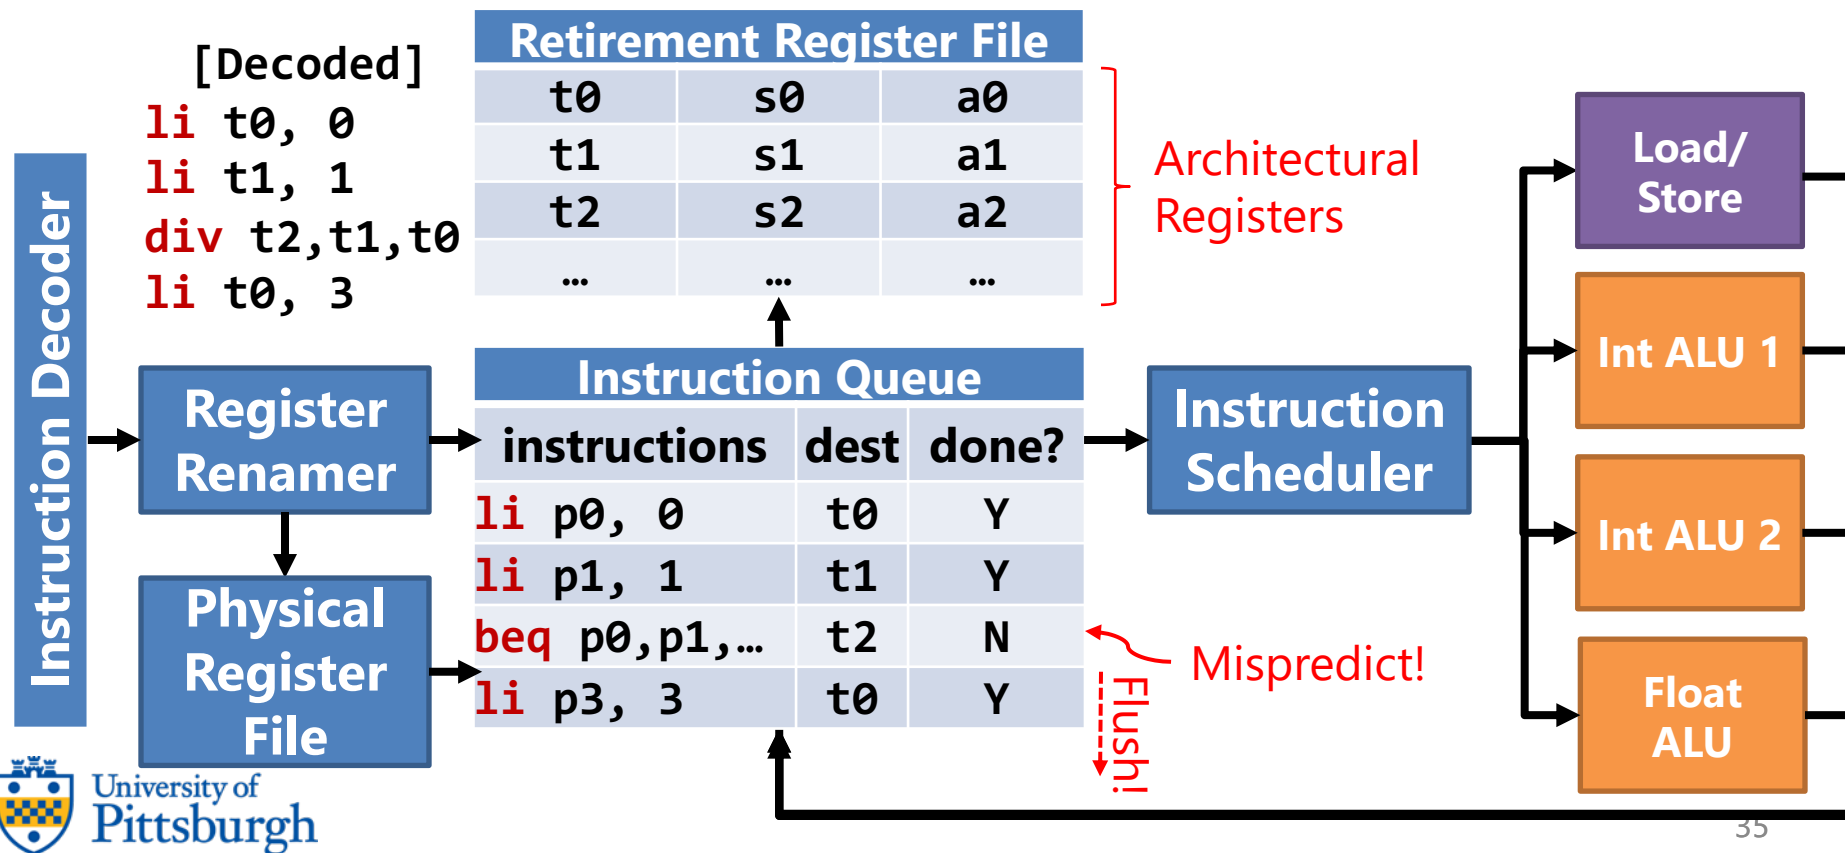 [Decoded]
li t0, 0
li t1, 1
div t2,t1,t0
li t0, 3
Instruction Decoder
Retirement Register File
t0 s0 a0
t1 s1 a1
t2 s2 a2
… … …
Architectural
Registers
Register
Renamer
Physical
Register
File
Instruction Queue
instructions dest done?
li p0, 0 t0 Y
li p1, 1 t1 Y
beq p0,p1,… t2 N
li p3, 3 t0 Y
Mispredict!
Flush!
Instruction
Scheduler
Load/
Store
Int ALU 1
Int ALU 2
Float
ALU
University of
Pittsburgh
35